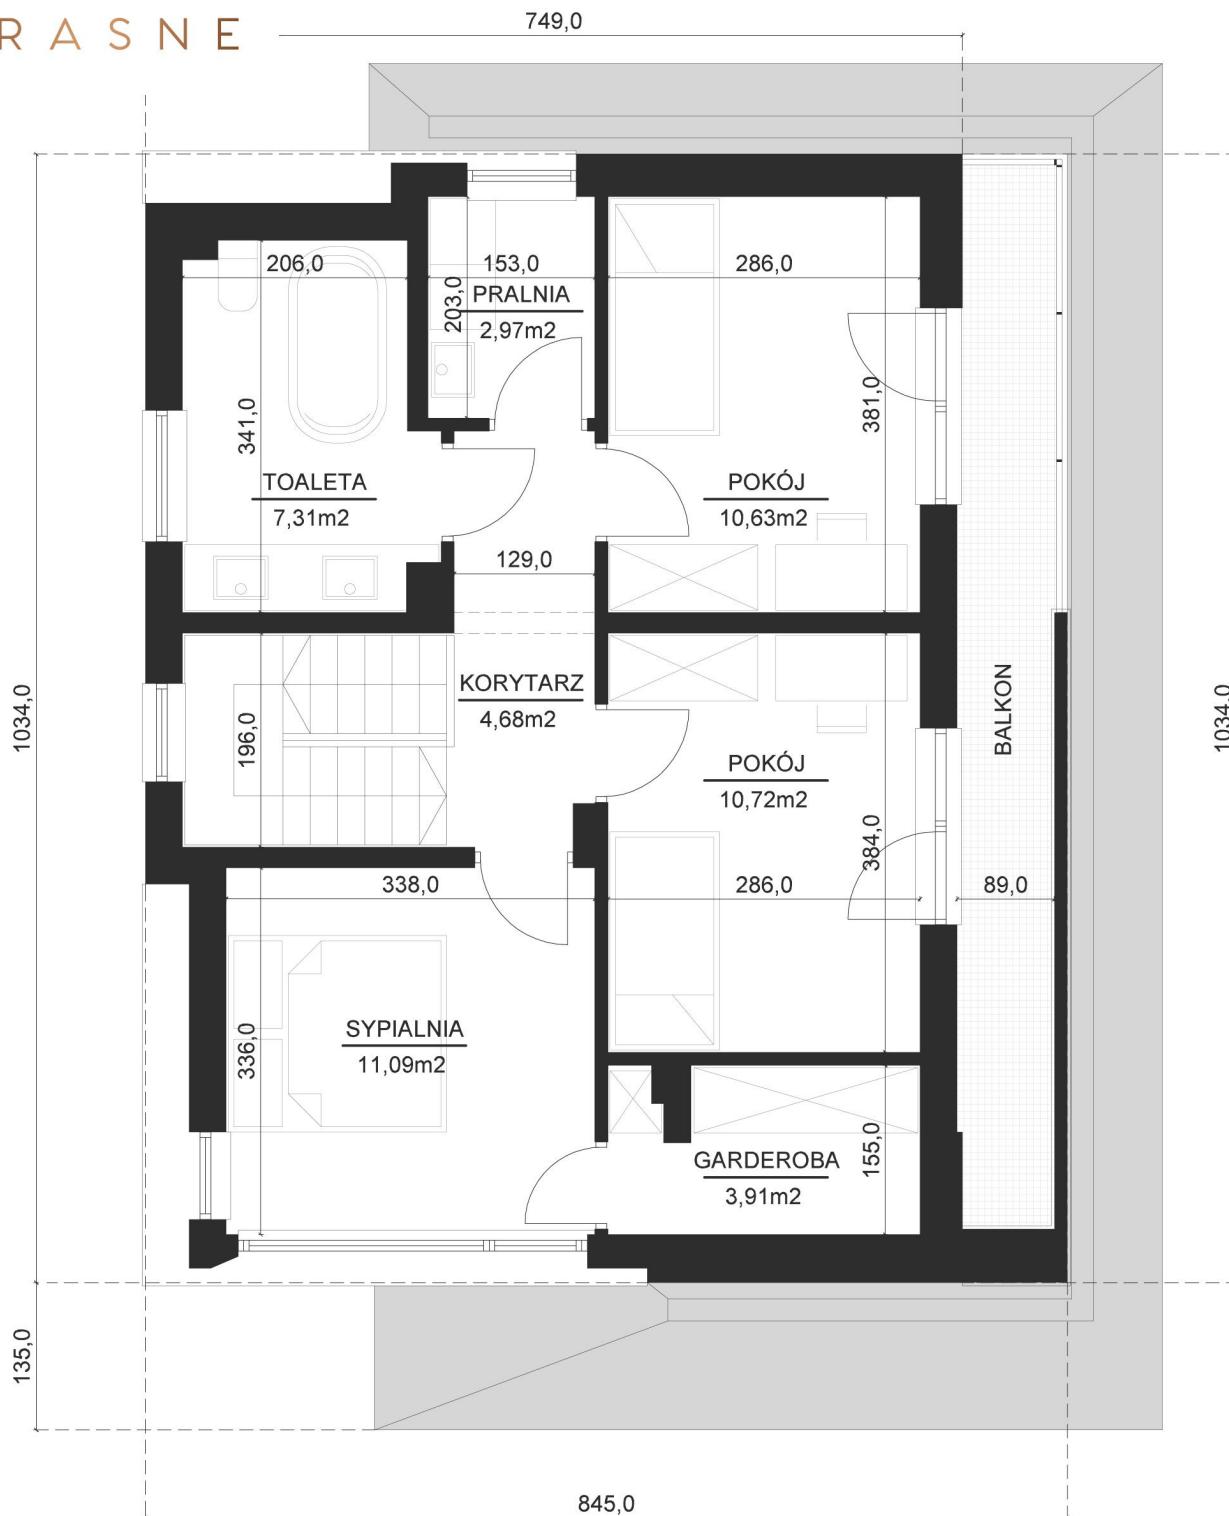 RASNE
749,0
206,0
153,0
286,0
203,0
PRALNIA
2,97m2
341,0
381,0
TOALETA
7,31m2
POKÓJ
10,63m2
129,0
KORYTARZ
4,68m2
196,0
BALKON
1034,0
1034,0
POKÓJ
10,72m2
384,0
338,0
286,0
89,0
SYPIALNIA
11,09m2
336,0
GARDEROBA
3,91m2
155,0
135,0
845,0